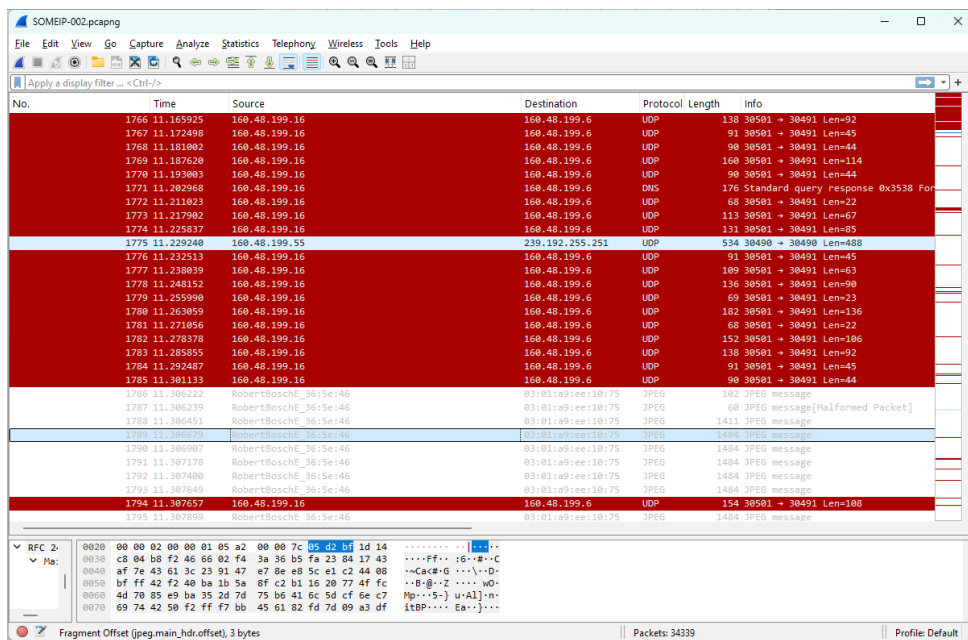 SOMEIP-002.pcapng
File Edit View Go Capture Analyze Statistics Telephony Wireless Tools Help
Apply a display filter ... <Ctrl-/>
No. Time Source Destination Protocol Length Info
1766 11.165925 160.48.199.16 160.48.199.6 UDP 138 30501 → 30491 Len=92
1767 11.172498 160.48.199.16 160.48.199.6 UDP 91 30501 → 30491 Len=45
1768 11.181002 160.48.199.16 160.48.199.6 UDP 90 30501 → 30491 Len=44
1769 11.187620 160.48.199.16 160.48.199.6 UDP 160 30501 → 30491 Len=114
1770 11.193003 160.48.199.16 160.48.199.6 UDP 90 30501 → 30491 Len=44
1771 11.202968 160.48.199.16 160.48.199.6 DNS 176 Standard query response 0x3538 For
1772 11.211023 160.48.199.16 160.48.199.6 UDP 68 30501 → 30491 Len=22
1773 11.217902 160.48.199.16 160.48.199.6 UDP 113 30501 → 30491 Len=67
1774 11.225837 160.48.199.16 160.48.199.6 UDP 131 30501 → 30491 Len=85
1775 11.229240 160.48.199.55 239.192.255.251 UDP 534 30490 → 30490 Len=488
1776 11.232513 160.48.199.16 160.48.199.6 UDP 91 30501 → 30491 Len=45
1777 11.238039 160.48.199.16 160.48.199.6 UDP 109 30501 → 30491 Len=63
1778 11.248152 160.48.199.16 160.48.199.6 UDP 136 30501 → 30491 Len=90
1779 11.255990 160.48.199.16 160.48.199.6 UDP 69 30501 → 30491 Len=23
1780 11.263059 160.48.199.16 160.48.199.6 UDP 182 30501 → 30491 Len=136
1781 11.271056 160.48.199.16 160.48.199.6 UDP 68 30501 → 30491 Len=22
1782 11.278378 160.48.199.16 160.48.199.6 UDP 152 30501 → 30491 Len=106
1783 11.285855 160.48.199.16 160.48.199.6 UDP 138 30501 → 30491 Len=92
1784 11.292487 160.48.199.16 160.48.199.6 UDP 91 30501 → 30491 Len=45
1785 11.301133 160.48.199.16 160.48.199.6 UDP 90 30501 → 30491 Len=44
1786 11.306222 RobertBoschE_36:5e:46 03:01:a9:ee:10:75 JPEG 102 JPEG message
1787 11.306239 RobertBoschE_36:5e:46 03:01:a9:ee:10:75 JPEG 60 JPEG message[Malformed Packet]
1788 11.306451 RobertBoschE_36:5e:46 03:01:a9:ee:10:75 JPEG 1411 JPEG message
1789 11.306679 RobertBoschE_36:5e:46 03:01:a9:ee:10:75 JPEG 1484 JPEG message
1790 11.306907 RobertBoschE_36:5e:46 03:01:a9:ee:10:75 JPEG 1484 JPEG message
1791 11.307178 RobertBoschE_36:5e:46 03:01:a9:ee:10:75 JPEG 1484 JPEG message
1792 11.307400 RobertBoschE_36:5e:46 03:01:a9:ee:10:75 JPEG 1484 JPEG message
1793 11.307649 RobertBoschE_36:5e:46 03:01:a9:ee:10:75 JPEG 1484 JPEG message
1794 11.307657 160.48.199.16 160.48.199.6 UDP 154 30501 → 30491 Len=108
1795 11.307899 RobertBoschE_36:5e:46 03:01:a9:ee:10:75 JPEG 1484 JPEG message
RFC 2 0020 00 00 02 00 00 01 05 a2 00 00 7c 05 d2 bf 1d 14
Ma: 0030 c8 04 b8 f2 46 66 02 f4 3a 36 b5 fa 23 84 17 43 ····Ff·· :6··#··C
0040 af 7e 43 61 3c 23 91 47 e7 8e e8 5c e1 c2 44 08 ·~Ca<#·G ···\··D·
0050 bf ff 42 f2 40 ba 1b 5a 8f c2 b1 16 20 77 4f fc ··B·@··Z ···· wO·
0060 4d 70 85 e9 ba 35 2d 7d 75 b6 41 6c 5d cf 6e c7 Mp···5-} u·Al]·n·
0070 69 74 42 50 f2 ff f7 bb 45 61 82 fd 7d 09 a3 df itBP···· Ea··}···
Fragment Offset (jpeg.main_hdr.offset), 3 bytes Packets: 34339 Profile: Default